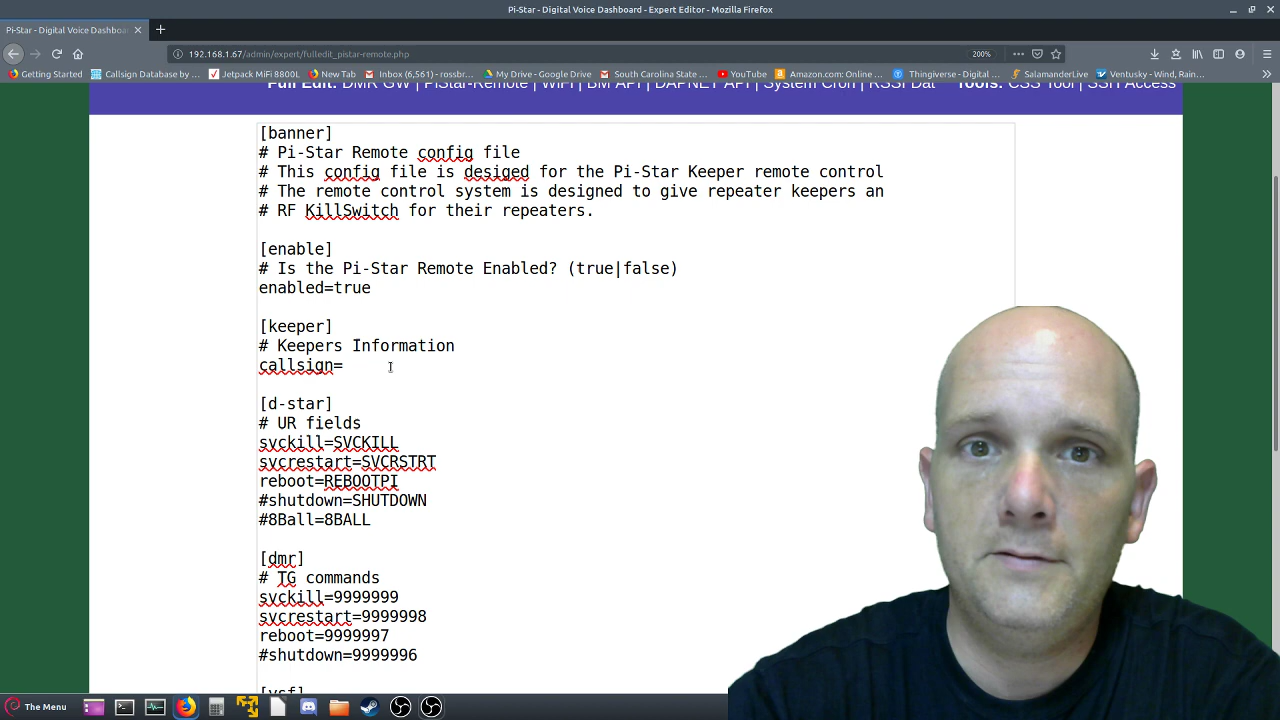 Pi-Star - Digital Voice Dashboard - Expert Editor - Mozilla Firefox
Pi-Star - Digital Voice Dashboa
192.168.1.67/admin/expert/fulledit_pistar-remote.php
200%
Getting Started
Callsign Database by ...
Jetpack MiFi 8800L
New Tab
Inbox (6,561) - rossbr...
My Drive - Google Drive
South Carolina State ...
YouTube
Amazon.com: Online ...
Thingiverse - Digital ...
SalamanderLive
Ventusky - Wind, Rain...
Full Edit: DMR GW | PiStar-Remote | WiFi | BM API | DAPNET API | System Cron | RSSI Dat Tools: CSS Tool | SSH Access
[banner]
# Pi-Star Remote config file
# This config file is desiged for the Pi-Star Keeper remote control
# The remote control system is designed to give repeater keepers an
# RF KillSwitch for their repeaters.
[enable]
# Is the Pi-Star Remote Enabled? (true|false)
enabled=true
[keeper]
# Keepers Information
callsign=
[d-star]
# UR fields
svckill=SVCKILL
svcrestart=SVCRSTRT
reboot=REBOOTPI
#shutdown=SHUTDOWN
#8Ball=8BALL
[dmr]
# TG commands
svckill=9999999
svcrestart=9999998
reboot=9999997
#shutdown=9999996
[ysf]
The Menu